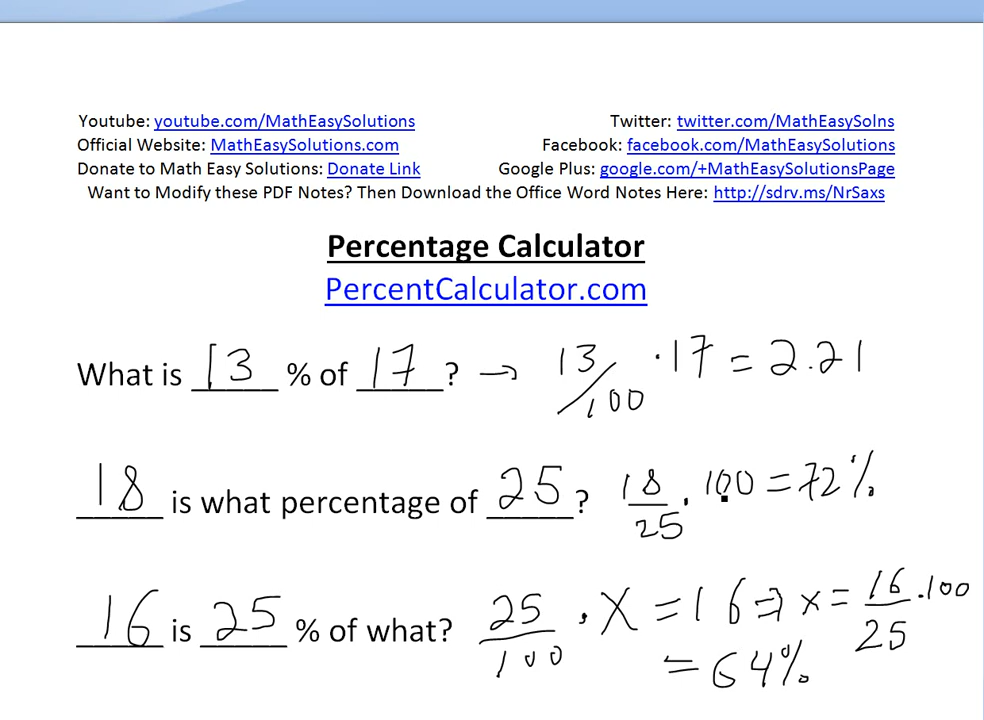 Youtube: youtube.com/MathEasySolutions Twitter: twitter.com/MathEasySolns
Official Website: MathEasySolutions.com Facebook: facebook.com/MathEasySolutions
Donate to Math Easy Solutions: Donate Link Google Plus: google.com/+MathEasySolutionsPage
Want to Modify these PDF Notes? Then Download the Office Word Notes Here: http://sdrv.ms/NrSaxs
Percentage Calculator
PercentCalculator.com
What is 13 % of 17 ? → 13/100 · 17 = 2.21
18 is what percentage of 25 ? 18/25 · 100 = 72%
16 is 25 % of what? 25/100 · x = 16 ⇒ x = 16/25 · 100
= 64%